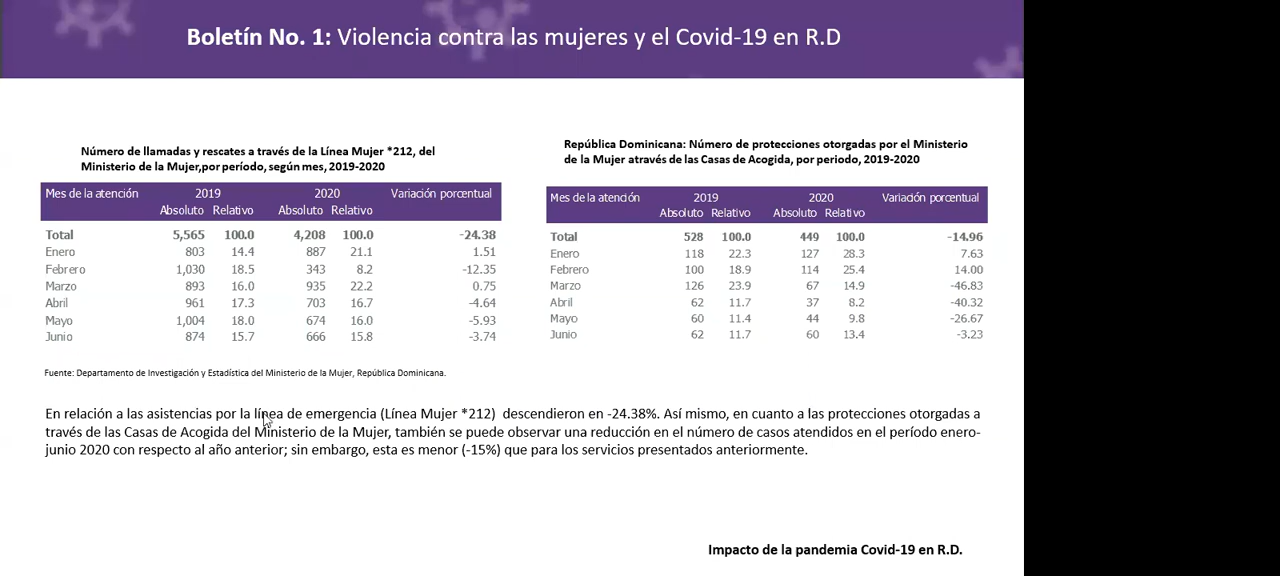 Boletín No. 1: Violencia contra las mujeres y el Covid-19 en R.D
Número de llamadas y rescates a través de la Línea Mujer *212, del
Ministerio de la Mujer,por período, según mes, 2019-2020
Mes de la atención 2019 2020 Variación porcentual
Absoluto Relativo Absoluto Relativo
Total 5,565 100.0 4,208 100.0 -24.38
Enero 803 14.4 887 21.1 1.51
Febrero 1,030 18.5 343 8.2 -12.35
Marzo 893 16.0 935 22.2 0.75
Abril 961 17.3 703 16.7 -4.64
Mayo 1,004 18.0 674 16.0 -5.93
Junio 874 15.7 666 15.8 -3.74
Fuente: Departamento de Investigación y Estadística del Ministerio de la Mujer, República Dominicana.
República Dominicana: Número de protecciones otorgadas por el Ministerio
de la Mujer através de las Casas de Acogida, por periodo, 2019-2020
Mes de la atención 2019 2020 Variación porcentual
Absoluto Relativo Absoluto Relativo
Total 528 100.0 449 100.0 -14.96
Enero 118 22.3 127 28.3 7.63
Febrero 100 18.9 114 25.4 14.00
Marzo 126 23.9 67 14.9 -46.83
Abril 62 11.7 37 8.2 -40.32
Mayo 60 11.4 44 9.8 -26.67
Junio 62 11.7 60 13.4 -3.23
En relación a las asistencias por la línea de emergencia (Línea Mujer *212) descendieron en -24.38%. Así mismo, en cuanto a las protecciones otorgadas a
través de las Casas de Acogida del Ministerio de la Mujer, también se puede observar una reducción en el número de casos atendidos en el período enero-
junio 2020 con respecto al año anterior; sin embargo, esta es menor (-15%) que para los servicios presentados anteriormente.
Impacto de la pandemia Covid-19 en R.D.